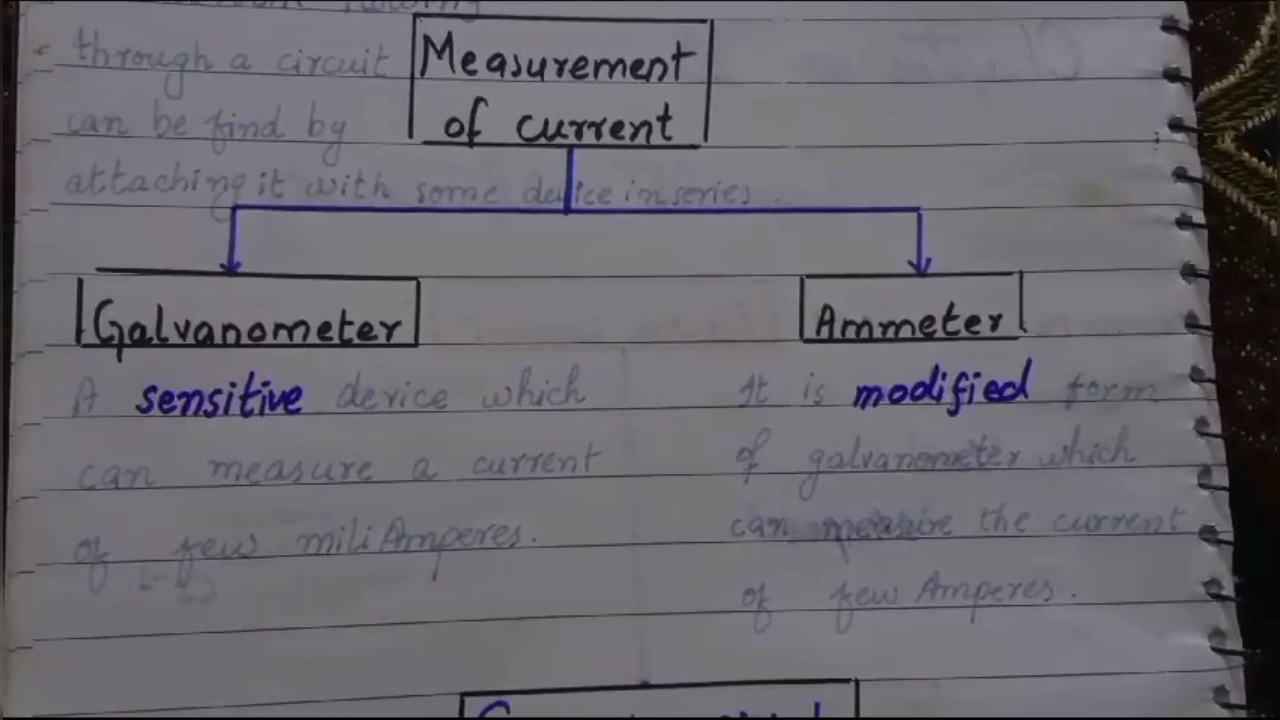 through a circuit
can be find by
attaching it with some device in series.
Measurement
of current
Galvanometer
A sensitive device which
can measure a current
of few mili Amperes.
Ammeter
It is modified form
of galvanometer which
can measure the current
of few Amperes.